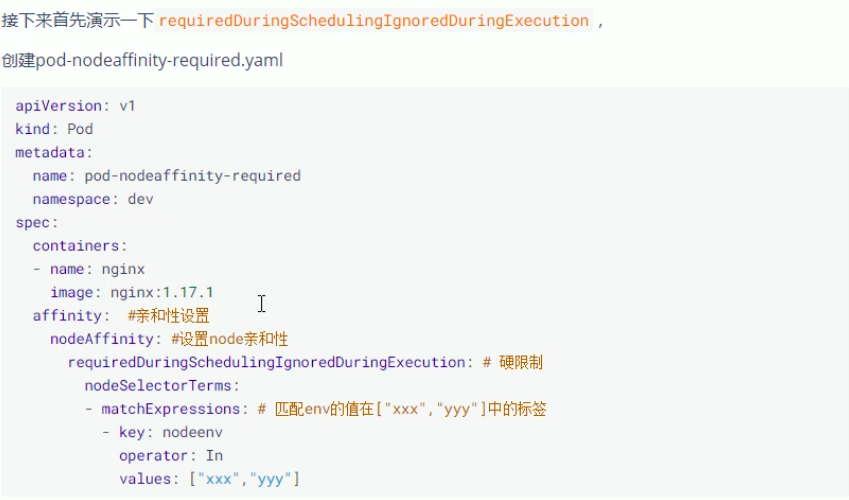 接下来首先演示一下 requiredDuringSchedulingIgnoredDuringExecution ,
创建pod-nodeaffinity-required.yaml
apiVersion: v1
kind: Pod
metadata:
  name: pod-nodeaffinity-required
  namespace: dev
spec:
  containers:
  - name: nginx
    image: nginx:1.17.1
  affinity:  #亲和性设置
    nodeAffinity: #设置node亲和性
      requiredDuringSchedulingIgnoredDuringExecution: # 硬限制
        nodeSelectorTerms:
        - matchExpressions: # 匹配env的值在["xxx","yyy"]中的标签
          - key: nodeenv
            operator: In
            values: ["xxx","yyy"]